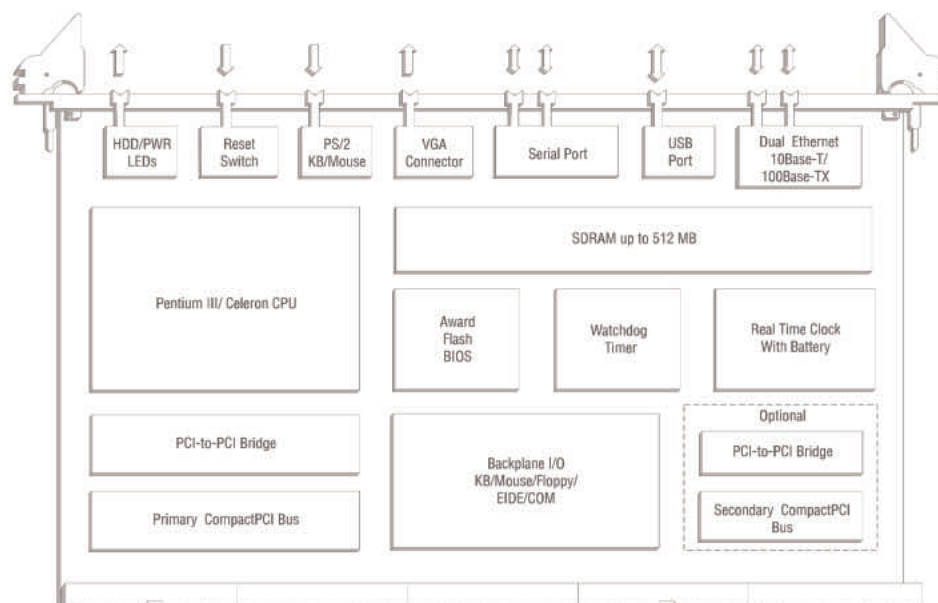 HDD/PWR
LEDs
Reset
Switch
PS/2
KB/Mouse
VGA
Connector
Serial Port
USB
Port
Dual Ethernet
10Base-T/
100Base-TX
SDRAM up to 512 MB
Pentium III/ Celeron CPU
Award
Flash
BIOS
Watchdog
Timer
Real Time Clock
With Battery
Optional
PCI-to-PCI Bridge
Backplane I/O
KB/Mouse/Floppy/
EIDE/COM
PCI-to-PCI Bridge
Primary CompactPCI Bus
Secondary CompactPCI
Bus